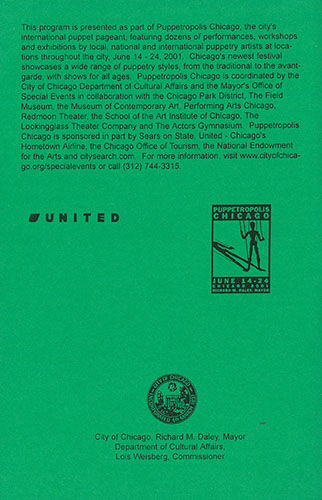 This program is presented as part of Puppetropolis Chicago, the city's
international puppet pageant; featuring dozens of performances, workshops
and exhibitions by local, national and international puppetry artists at loca-
tions throughout the city, June 14 - 24, 2001. Chicago's newest festival
showcases a wide range of puppetry styles, from the traditional to the avant-
garde, with shows for all ages. Puppetropolis Chicago is coordinated by the
City of Chicago Department of Cultural Affairs and the Mayor's Office of
Special Events in collaboration with the Chicago Park District, The Field
Museum, the Museum of Contemporary Art, Performing Arts Chicago,
Redmoon Theater, the School of the Art Institute of Chicago, The
Lookingglass Theater Company and The Actors Gymnasium. Puppetropolis
Chicago is sponsored in part by Sears on State, United - Chicago's
Hometown Airline, the Chicago Office of Tourism, the National Endowment
for the Arts and citysearch.com. For more information, visit www.cityofchica-
go.org/specialevents or call (312) 744-3315.
UNITED
PUPPETROPOLIS
CHICAGO
JUNE 14-24
CHICAGO 2001
RICHARD M. DALEY, MAYOR
City of Chicago, Richard M. Daley, Mayor
Department of Cultural Affairs,
Lois Weisberg, Commissioner